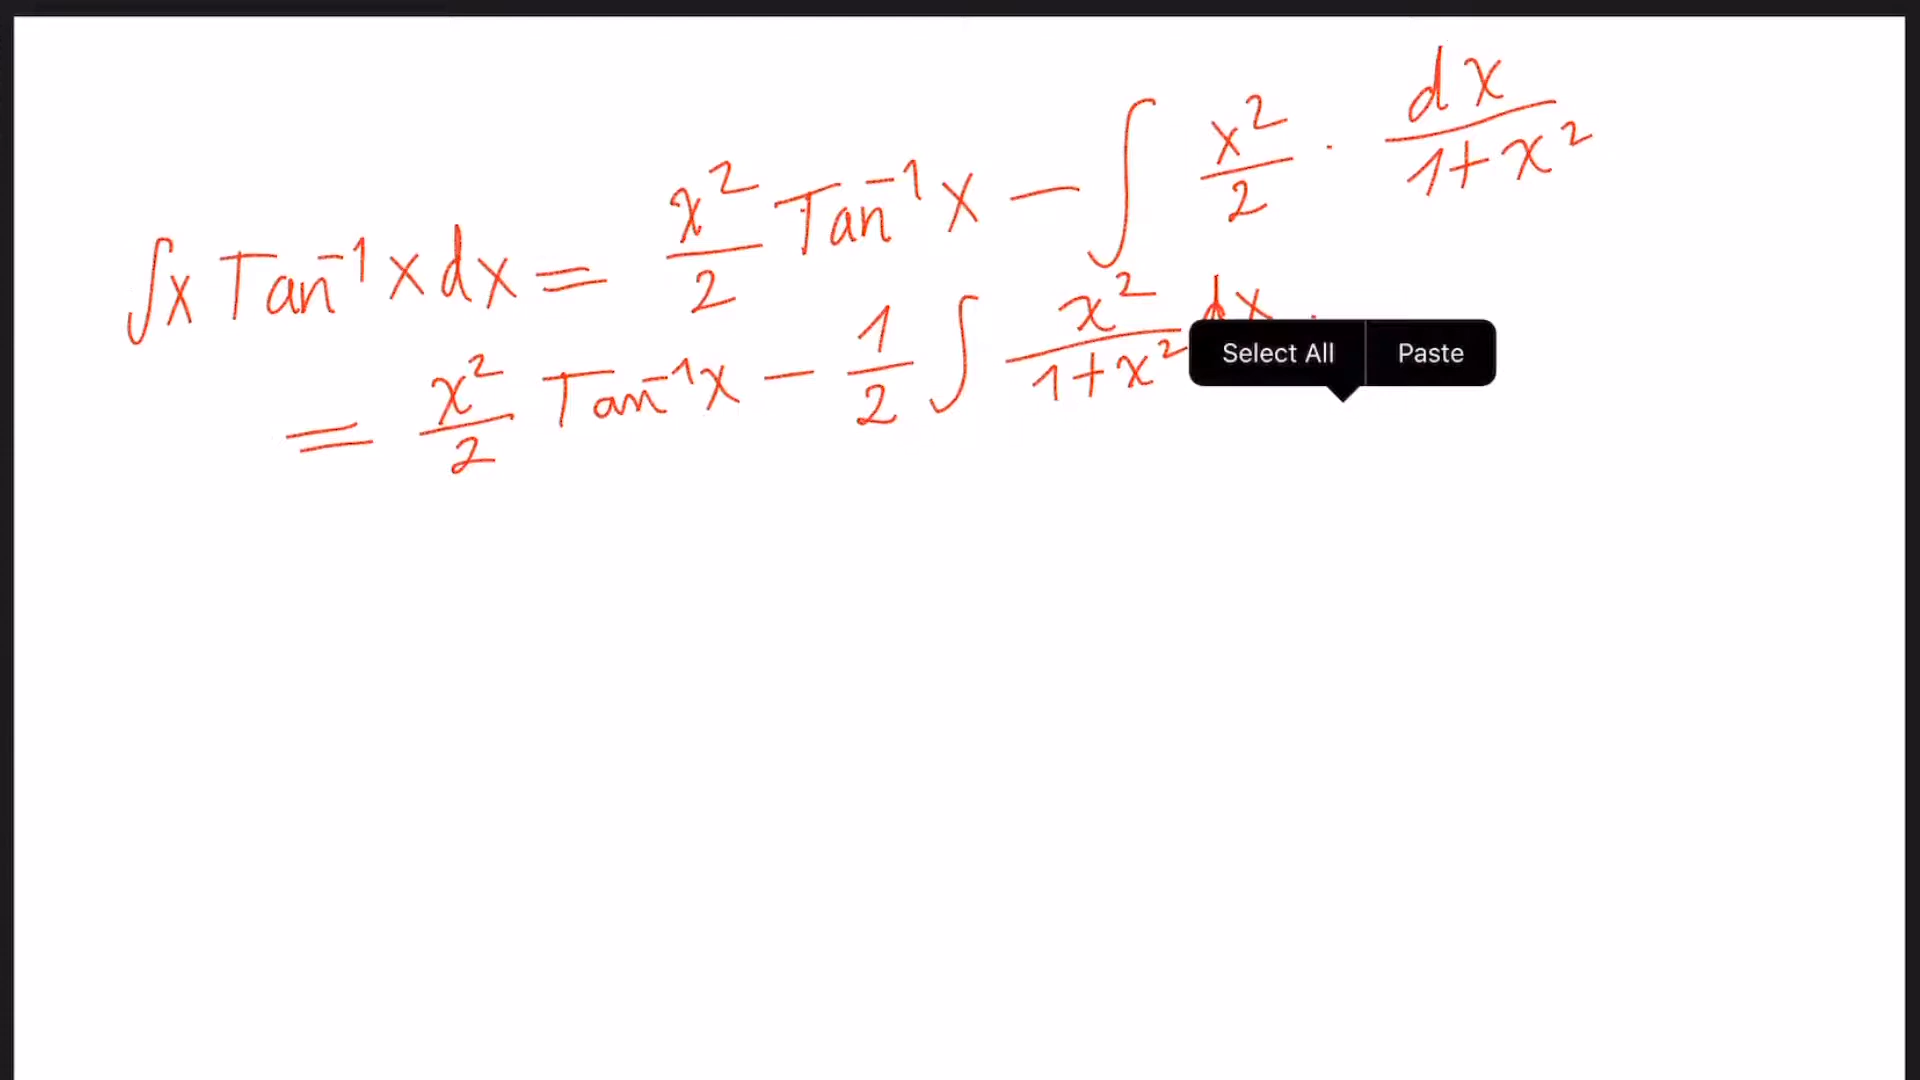 ∫x Tan⁻¹x dx = x²/2 Tan⁻¹x − ∫ x²/2 · dx/1+x²
= x²/2 Tan⁻¹x − 1/2 ∫ x²/1+x² dx
Select All Paste